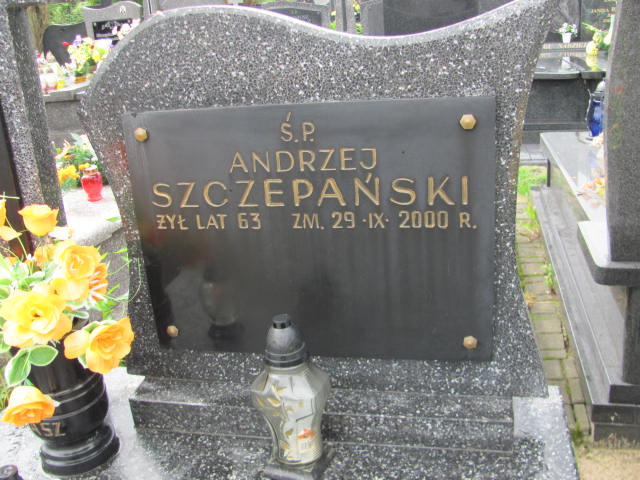 Ś.P.
ANDRZEJ
SZCZEPAŃSKI
ŻYŁ LAT 63 ZM. 29·IX·2000 R.